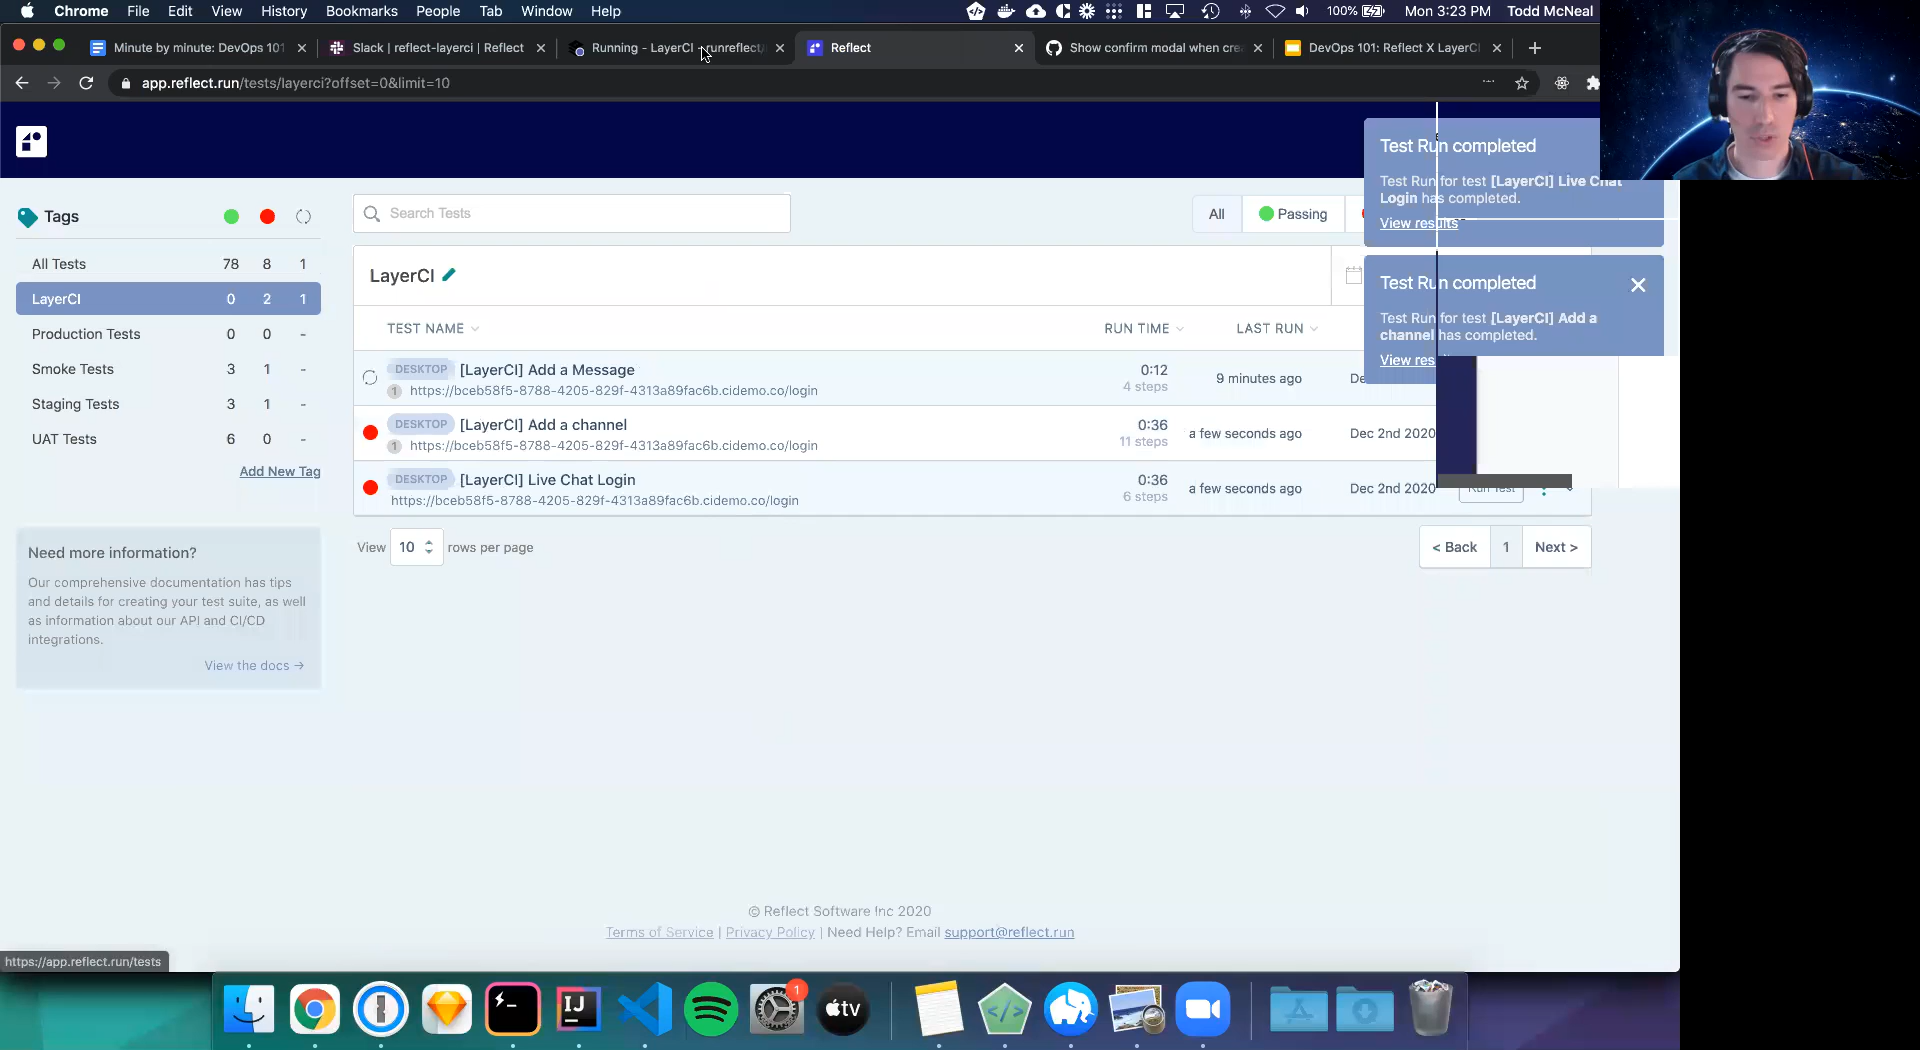 Chrome File Edit View History Bookmarks People Tab Window Help 100% Mon 3:23 PM Todd McNeal
Minute by minute: DevOps 101
Slack | reflect-layerci | Reflect
Running - LayerCI - runreflect/
Reflect
Show confirm modal when cre
DevOps 101: Reflect X LayerCI
app.reflect.run/tests/layerci?offset=0&limit=10
Test Run completed
Test Run for test [LayerCI] Live Chat
Login has completed.
View results
Test Run completed
Test Run for test [LayerCI] Add a
channel has completed.
View res
Tags
All Tests 78 8 1
LayerCI 0 2 1
Production Tests 0 0 -
Smoke Tests 3 1 -
Staging Tests 3 1 -
UAT Tests 6 0 -
Add New Tag
Need more information?
Our comprehensive documentation has tips
and details for creating your test suite, as well
as information about our API and CI/CD
integrations.
View the docs →
Search Tests
All Passing
LayerCI
TEST NAME RUN TIME LAST RUN
DESKTOP [LayerCI] Add a Message 0:12 9 minutes ago De
1 https://bceb58f5-8788-4205-829f-4313a89fac6b.cidemo.co/login 4 steps
DESKTOP [LayerCI] Add a channel 0:36 a few seconds ago Dec 2nd 2020
1 https://bceb58f5-8788-4205-829f-4313a89fac6b.cidemo.co/login 11 steps
DESKTOP [LayerCI] Live Chat Login 0:36 a few seconds ago Dec 2nd 2020 Run Test
https://bceb58f5-8788-4205-829f-4313a89fac6b.cidemo.co/login 6 steps
View 10 rows per page
< Back 1 Next >
© Reflect Software Inc 2020
Terms of Service | Privacy Policy | Need Help? Email support@reflect.run
https://app.reflect.run/tests
IJ
1
tv